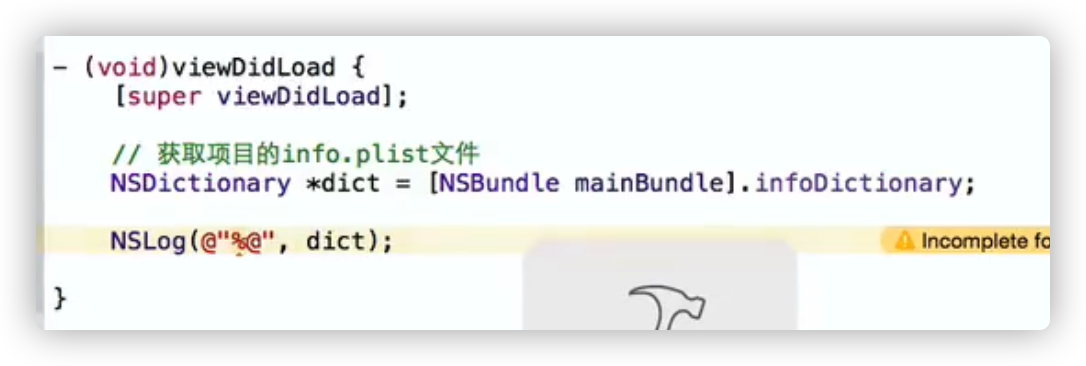 - (void)viewDidLoad {
[super viewDidLoad];
// 获取项目的info.plist文件
NSDictionary *dict = [NSBundle mainBundle].infoDictionary;
NSLog(@"%@", dict);
Incomplete fo
}